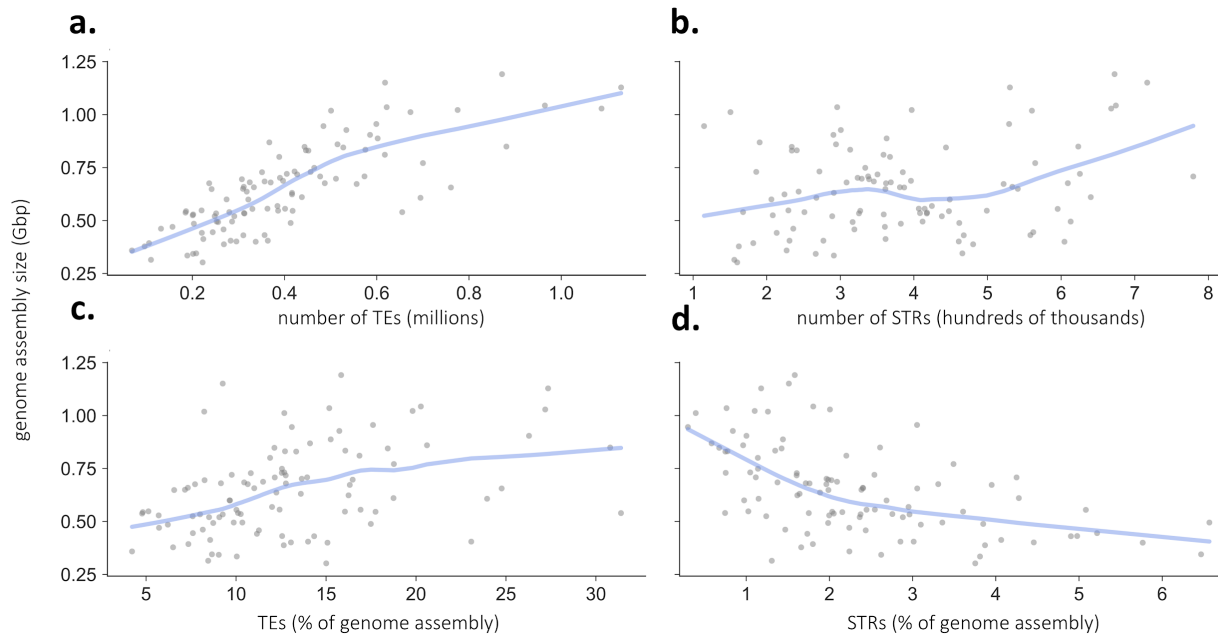 a.
b.
1.25
1.00
0.75
0.50
0.25
0.2 0.4 0.6 0.8 1.0
number of TEs (millions)
1 2 3 4 5 6 7 8
number of STRs (hundreds of thousands)
genome assembly size (Gbp)
c.
d.
1.25
1.00
0.75
0.50
0.25
5 10 15 20 25 30
TEs (% of genome assembly)
1 2 3 4 5 6
STRs (% of genome assembly)